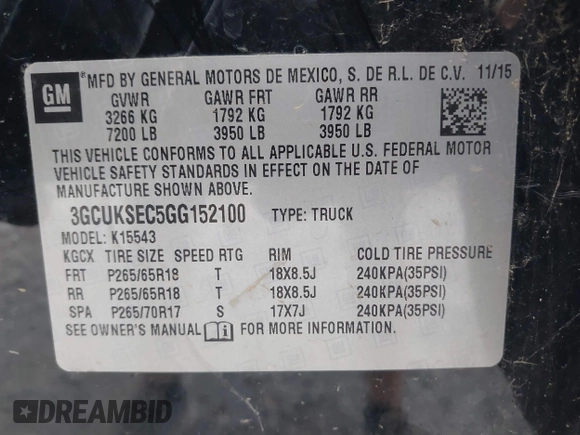 GM
MFD BY GENERAL MOTORS DE MEXICO, S. DE R.L. DE C.V. 11/15
GVWR GAWR FRT GAWR RR
3266 KG 1792 KG 1792 KG
7200 LB 3950 LB 3950 LB
THIS VEHICLE CONFORMS TO ALL APPLICABLE U.S. FEDERAL MOTOR
VEHICLE SAFETY STANDARDS IN EFFECT ON THE DATE OF
MANUFACTURE SHOWN ABOVE.
3GCUKSEC5GG152100 TYPE: TRUCK
MODEL: K15543
KGCX TIRE SIZE SPEED RTG RIM COLD TIRE PRESSURE
FRT P265/65R18 T 18X8.5J 240KPA(35PSI)
RR P265/65R18 T 18X8.5J 240KPA(35PSI)
SPA P265/70R17 S 17X7J 240KPA(35PSI)
SEE OWNER'S MANUAL FOR MORE INFORMATION.
DREAMBID